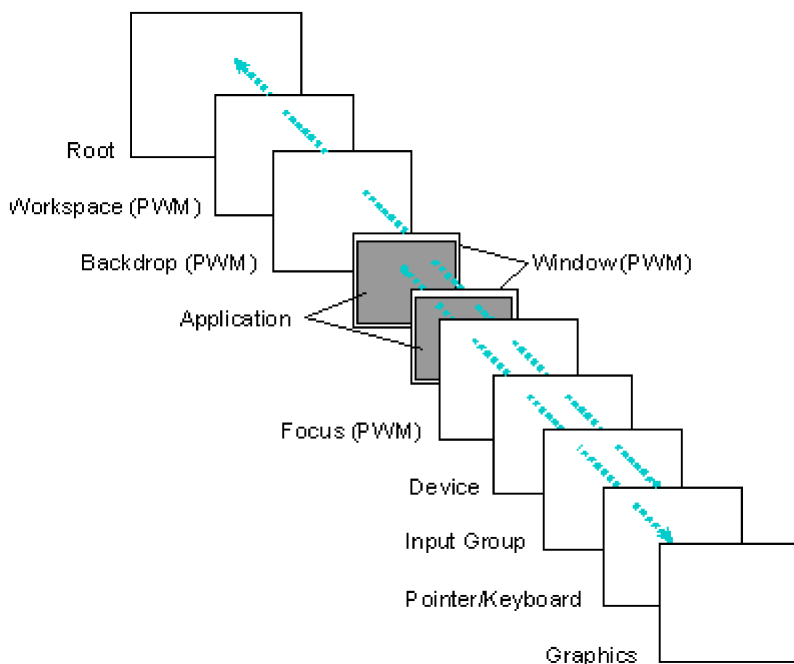 Root
Workspace (PWM)
Backdrop (PWM)
Window (PWM)
Application
Focus (PWM)
Device
Input Group
Pointer/Keyboard
Graphics